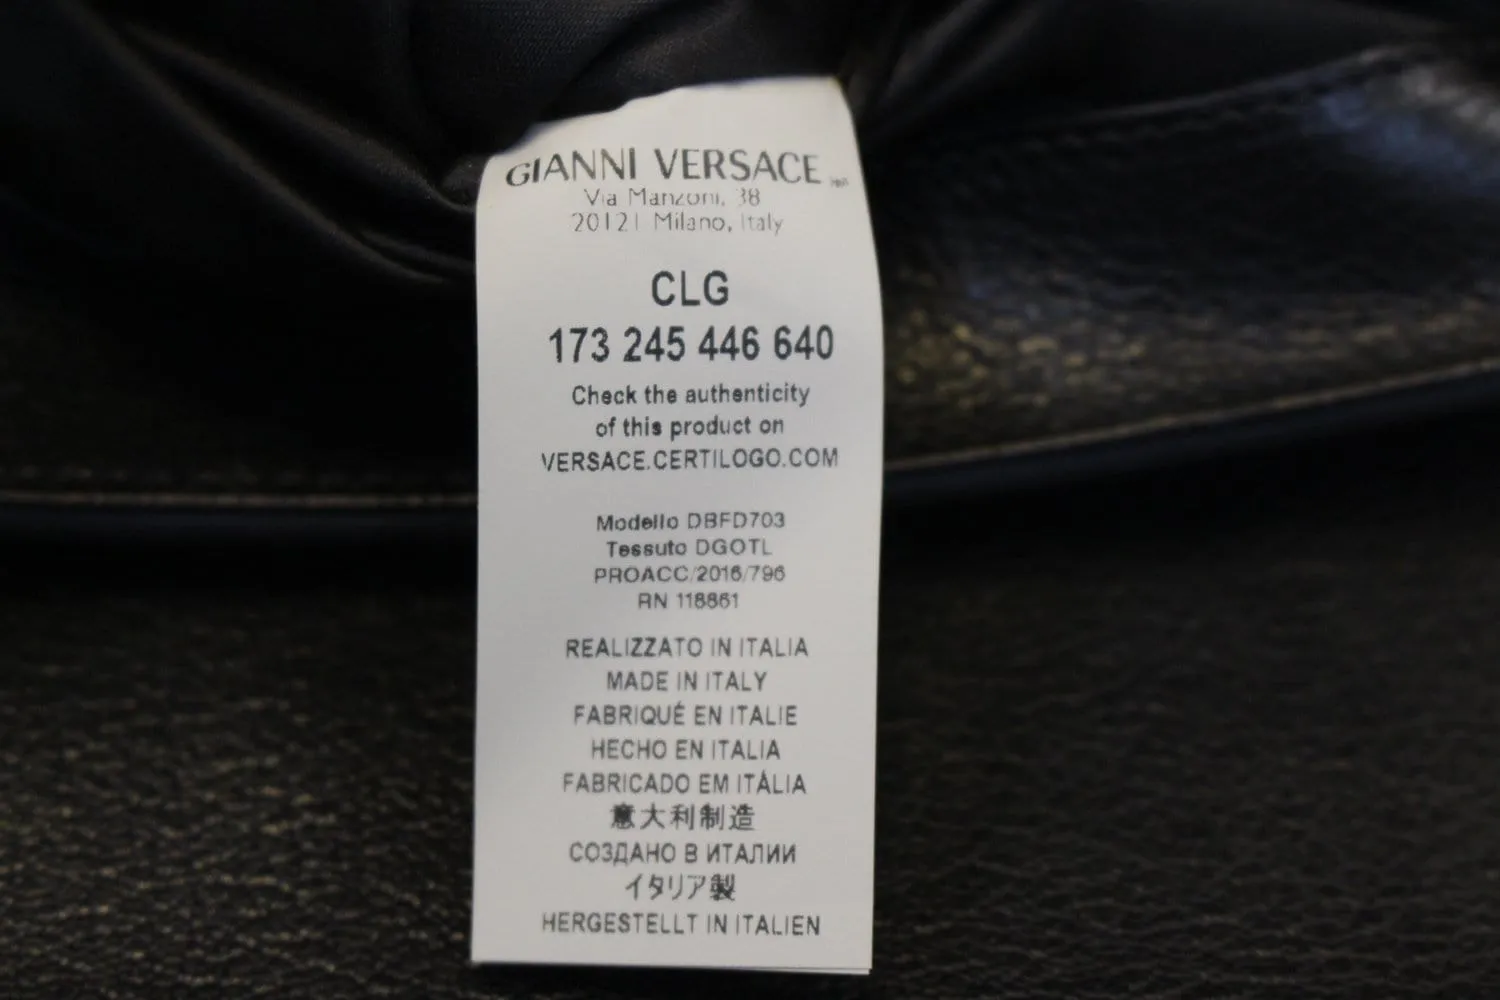 GIANNI VERSACE
Via Manzoni, 38
20121 Milano, Italy
CLG
173 245 446 640
Check the authenticity
of this product on
VERSACE.CERTILOGO.COM
Modello DBFD703
Tessuto DGOTL
PROACC/2016/796
RN 118861
REALIZZATO IN ITALIA
MADE IN ITALY
FABRIQUÉ EN ITALIE
HECHO EN ITALIA
FABRICADO EM ITÁLIA
意大利制造
СОЗДАНО В ИТАЛИИ
イタリア製
HERGESTELLT IN ITALIEN